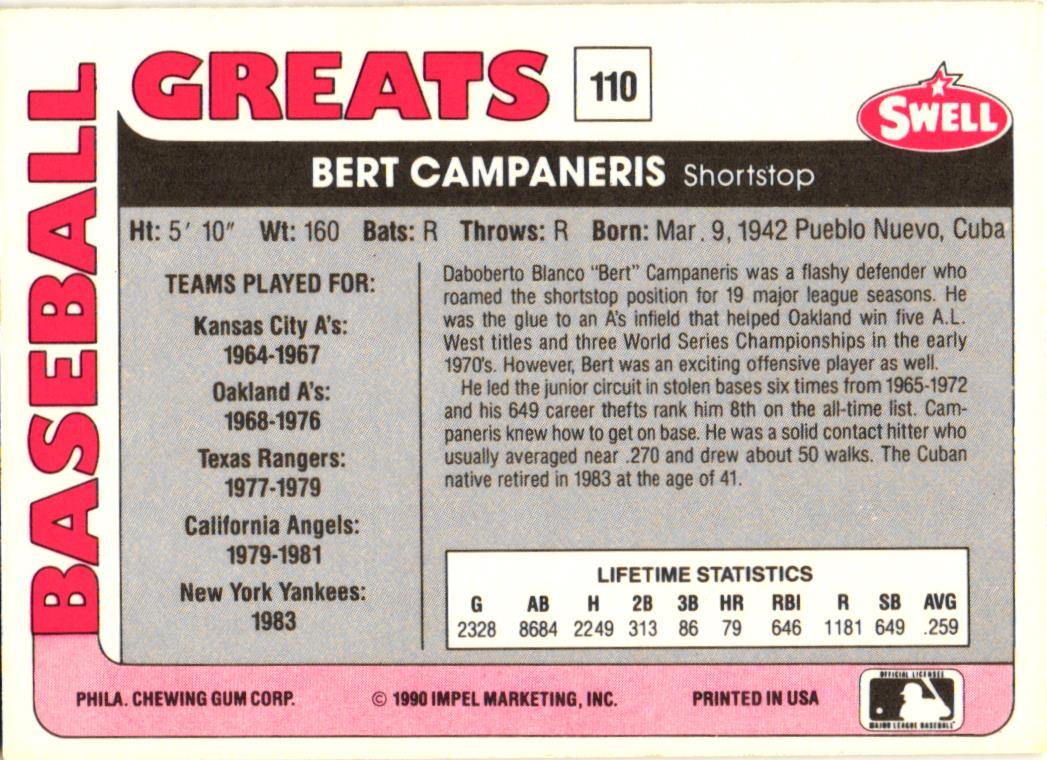 BASEBALL
GREATS
110
SWELL
BERT CAMPANERIS Shortstop
Ht: 5' 10" Wt: 160 Bats: R Throws: R Born: Mar. 9, 1942 Pueblo Nuevo, Cuba
TEAMS PLAYED FOR:
Kansas City A's:
1964-1967
Oakland A's:
1968-1976
Texas Rangers:
1977-1979
California Angels:
1979-1981
New York Yankees:
1983
Daboberto Blanco "Bert" Campaneris was a flashy defender who
roamed the shortstop position for 19 major league seasons. He
was the glue to an A's infield that helped Oakland win five A.L.
West titles and three World Series Championships in the early
1970's. However, Bert was an exciting offensive player as well.
He led the junior circuit in stolen bases six times from 1965-1972
and his 649 career thefts rank him 8th on the all-time list. Cam-
paneris knew how to get on base. He was a solid contact hitter who
usually averaged near .270 and drew about 50 walks. The Cuban
native retired in 1983 at the age of 41.
LIFETIME STATISTICS
G AB H 2B 3B HR RBI R SB AVG
2328 8684 2249 313 86 79 646 1181 649 .259
PHILA. CHEWING GUM CORP. © 1990 IMPEL MARKETING, INC. PRINTED IN USA
OFFICIAL LICENSEE
MAJOR LEAGUE BASEBALL